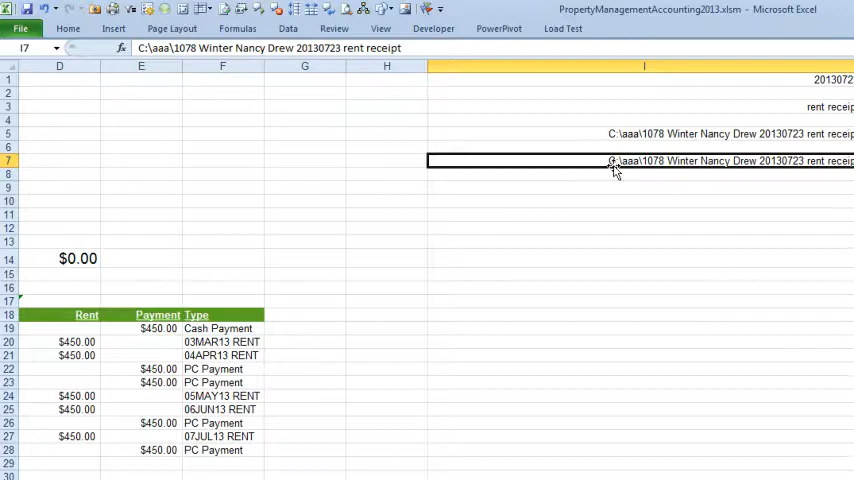 PropertyManagementAccounting2013.xlsm - Microsoft Excel
File Home Insert Page Layout Formulas Data Review View Developer PowerPivot Load Test
I7 fx C:\aaa\1078 Winter Nancy Drew 20130723 rent receipt
D E F G H I
1 2013072
2
3 rent receip
4
5 C:\aaa\1078 Winter Nancy Drew 20130723 rent receip
6
7 C:\aaa\1078 Winter Nancy Drew 20130723 rent receip
8
9
10
11
12
13
14 $0.00
15
16
17
18 Rent Payment Type
19 $450.00 Cash Payment
20 $450.00 03MAR13 RENT
21 $450.00 04APR13 RENT
22 $450.00 PC Payment
23 $450.00 PC Payment
24 $450.00 05MAY13 RENT
25 $450.00 06JUN13 RENT
26 $450.00 PC Payment
27 $450.00 07JUL13 RENT
28 $450.00 PC Payment
29
30